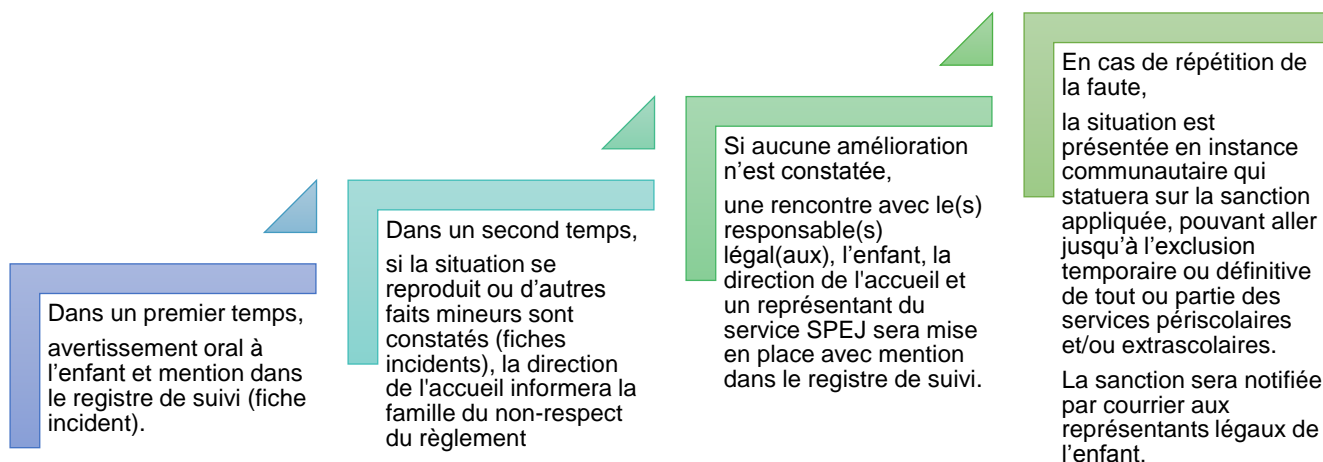 Dans un premier temps,
avertissement oral à
l’enfant et mention dans
le registre de suivi (fiche
incident).
Dans un second temps,
si la situation se
reproduit ou d’autres
faits mineurs sont
constatés (fiches
incidents), la direction
de l'accueil informera la
famille du non-respect
du règlement
Si aucune amélioration
n’est constatée,
une rencontre avec le(s)
responsable(s)
légal(aux), l’enfant, la
direction de l'accueil et
un représentant du
service SPEJ sera mise
en place avec mention
dans le registre de suivi.
En cas de répétition de
la faute,
la situation est
présentée en instance
communautaire qui
statuera sur la sanction
appliquée, pouvant aller
jusqu’à l’exclusion
temporaire ou définitive
de tout ou partie des
services périscolaires
et/ou extrascolaires.
La sanction sera notifiée
par courrier aux
représentants légaux de
l’enfant.